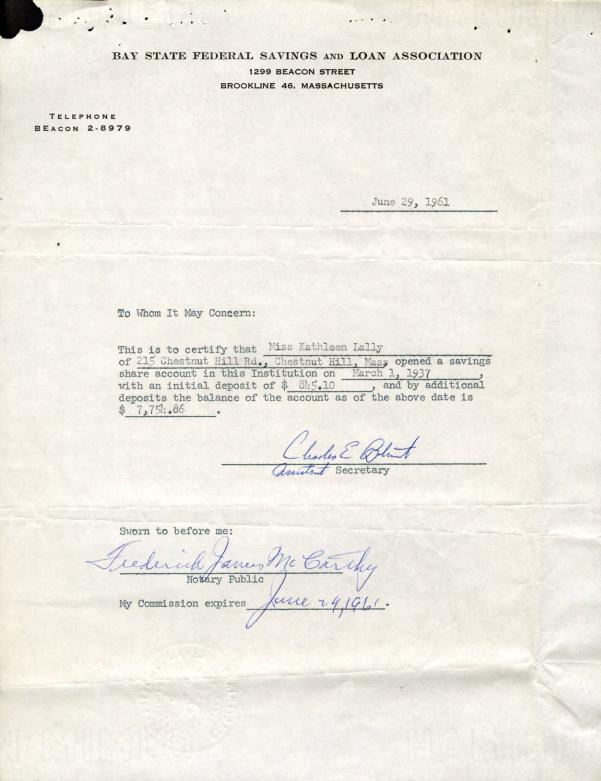 BAY STATE FEDERAL SAVINGS AND LOAN ASSOCIATION
1299 BEACON STREET
BROOKLINE 46, MASSACHUSETTS
TELEPHONE
BEACON 2-8979
June 29, 1961
To Whom It May Concern:
This is to certify that Miss Kathleen Lally
of 215 Chestnut Hill Rd., Chestnut Hill, Mass, opened a savings
share account in this Institution on March 1, 1937,
with an initial deposit of $ 845.10, and by additional
deposits the balance of the account as of the above date is
$ 7,754.86.
Charles E Blunt
Assistant Secretary
Sworn to before me:
Frederick James McCarthy
Notary Public
My Commission expires June 29, 1961.